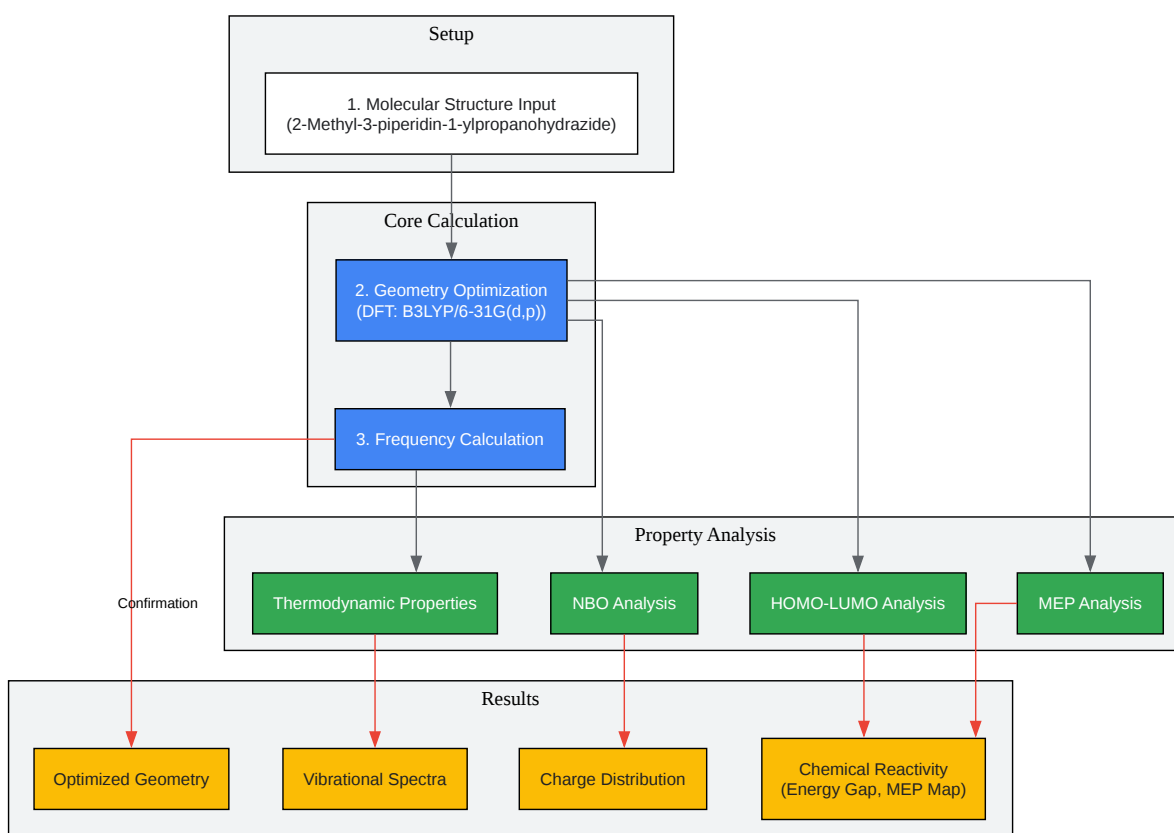 Setup
1. Molecular Structure Input
(2-Methyl-3-piperidin-1-ylpropanohydrazide)
Core Calculation
2. Geometry Optimization
(DFT: B3LYP/6-31G(d,p))
3. Frequency Calculation
Property Analysis
Thermodynamic Properties
NBO Analysis
HOMO-LUMO Analysis
MEP Analysis
Confirmation
Results
Optimized Geometry
Vibrational Spectra
Charge Distribution
Chemical Reactivity
(Energy Gap, MEP Map)